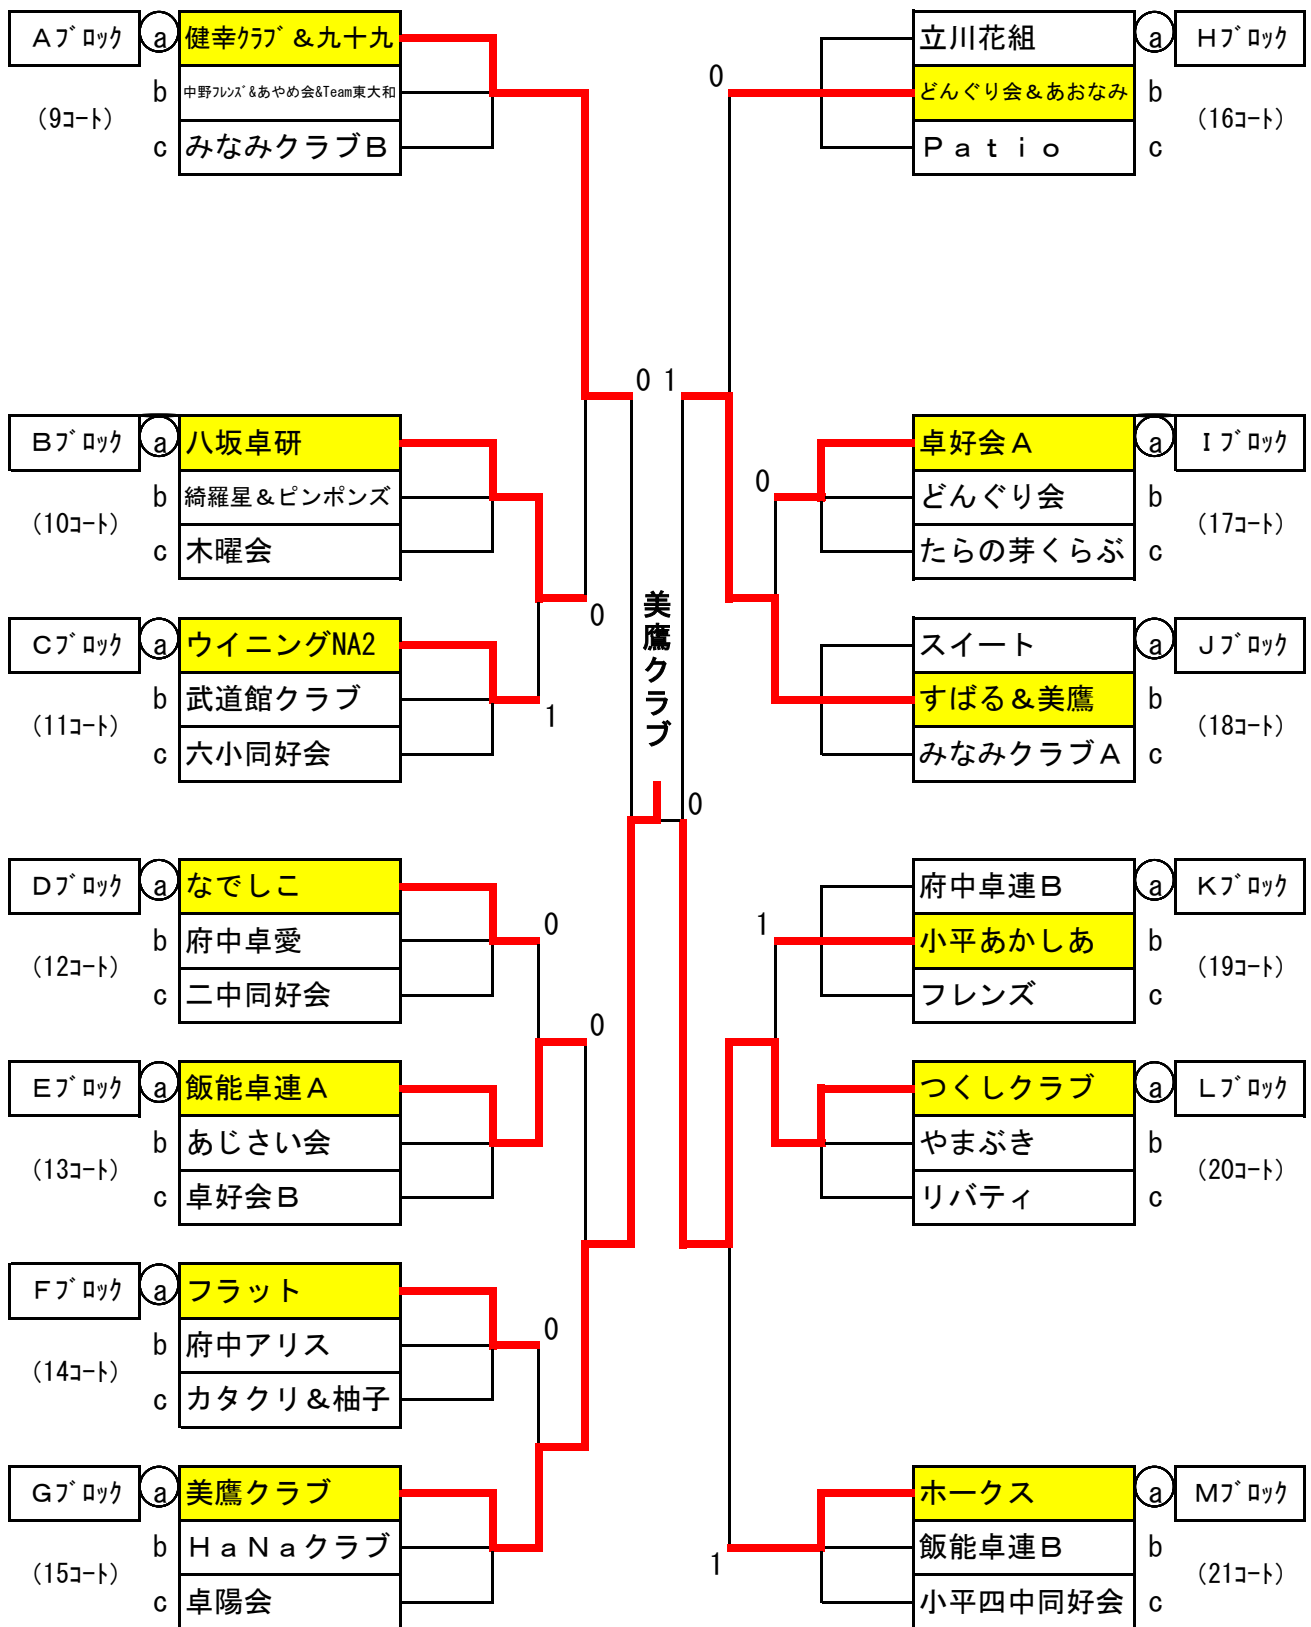 Aブロック
a
健幸ｸﾗﾌﾞ&九十九
b
中野ﾌﾚﾝｽﾞ&あやめ会&Team東大和
(9ｺｰﾄ)
c
みなみクラブB
Bブロック
a
八坂卓研
b
綺羅星&ピンポンズ
(10ｺｰﾄ)
c
木曜会
Cブロック
a
ウイニングNA2
b
武道館クラブ
(11ｺｰﾄ)
c
六小同好会
Dブロック
a
なでしこ
b
府中卓愛
(12ｺｰﾄ)
c
二中同好会
Eブロック
a
飯能卓連A
b
あじさい会
(13ｺｰﾄ)
c
卓好会B
Fブロック
a
フラット
b
府中アリス
(14ｺｰﾄ)
c
カタクリ&柚子
Gブロック
a
美鷹クラブ
b
HaNaクラブ
(15ｺｰﾄ)
c
卓陽会
0
1
0
0
0
0 1
美鷹クラブ
0
0
0
1
1
立川花組
a
Hブロック
どんぐり会&あおなみ
b
(16ｺｰﾄ)
Patio
c
卓好会A
a
Iブロック
どんぐり会
b
(17ｺｰﾄ)
たらの芽くらぶ
c
スイート
a
Jブロック
すばる&美鷹
b
(18ｺｰﾄ)
みなみクラブA
c
府中卓連B
a
Kブロック
小平あかしあ
b
(19ｺｰﾄ)
フレンズ
c
つくしクラブ
a
Lブロック
やまぶき
b
(20ｺｰﾄ)
リバティ
c
ホークス
a
Mブロック
飯能卓連B
b
(21ｺｰﾄ)
小平四中同好会
c